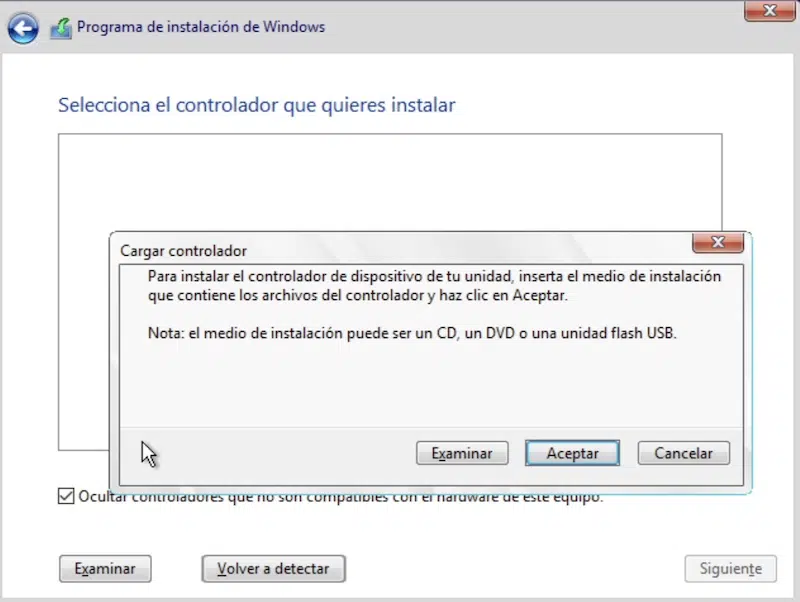 Programa de instalación de Windows
Selecciona el controlador que quieres instalar
Cargar controlador
Para instalar el controlador de dispositivo de tu unidad, inserta el medio de instalación
que contiene los archivos del controlador y haz clic en Aceptar.
Nota: el medio de instalación puede ser un CD, un DVD o una unidad flash USB.
Examinar Aceptar Cancelar
Ocultar controladores que no son compatibles con el hardware de este equipo.
Examinar Volver a detectar Siguiente